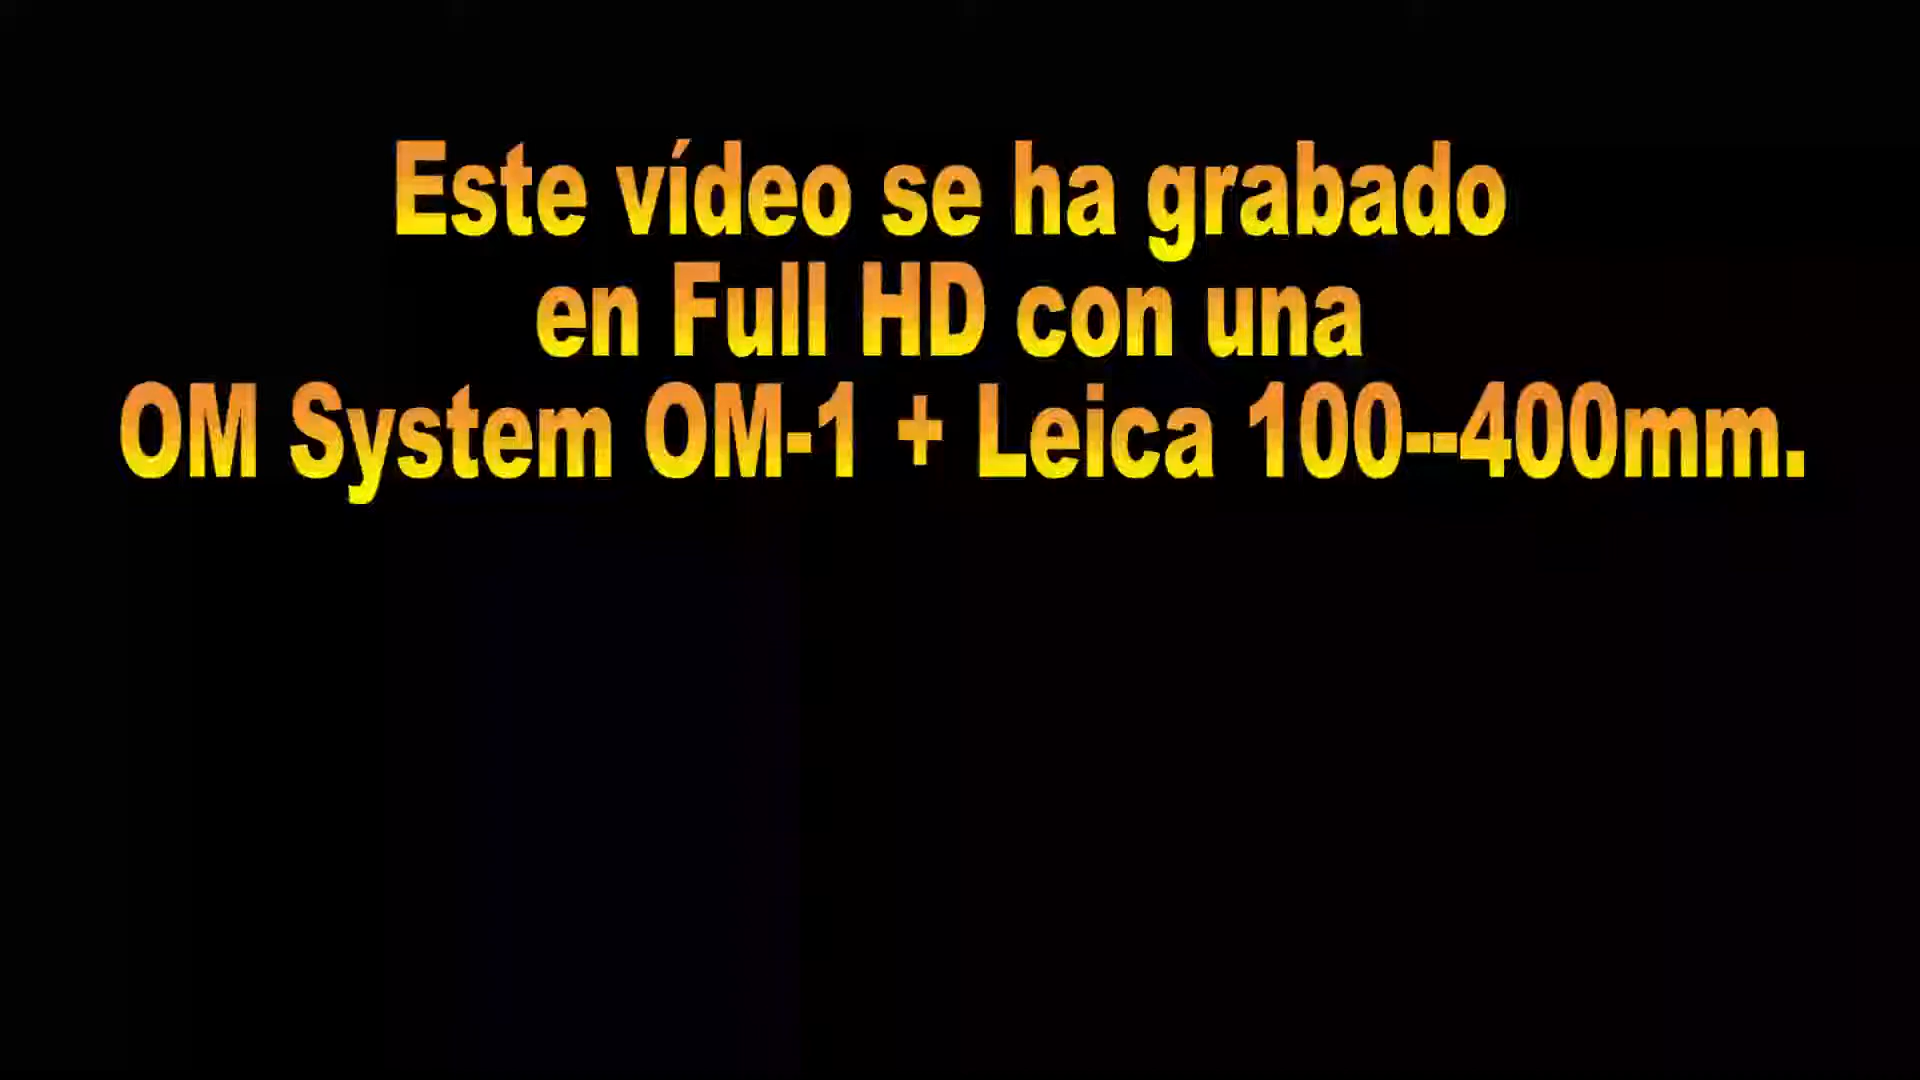 Este vídeo se ha grabado
en Full HD con una
OM System OM-1 + Leica 100--400mm.